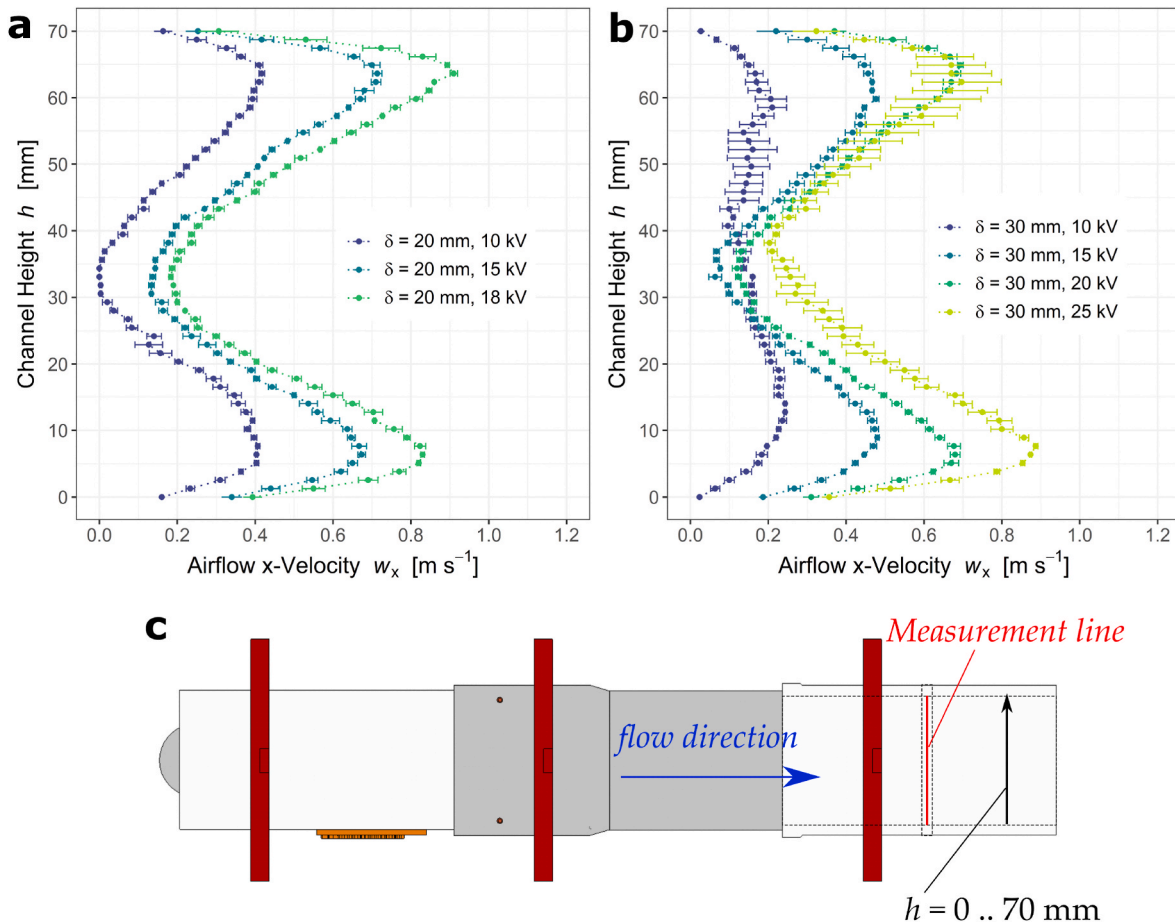 a
Channel Height h [mm]
70
60
50
40
30
20
10
0
δ = 20 mm, 10 kV
δ = 20 mm, 15 kV
δ = 20 mm, 18 kV
0.0 0.2 0.4 0.6 0.8 1.0 1.2
Airflow x-Velocity wₓ [m s⁻¹]
b
Channel Height h [mm]
70
60
50
40
30
20
10
0
δ = 30 mm, 10 kV
δ = 30 mm, 15 kV
δ = 30 mm, 20 kV
δ = 30 mm, 25 kV
0.0 0.2 0.4 0.6 0.8 1.0 1.2
Airflow x-Velocity wₓ [m s⁻¹]
c
Measurement line
flow direction
h = 0 .. 70 mm